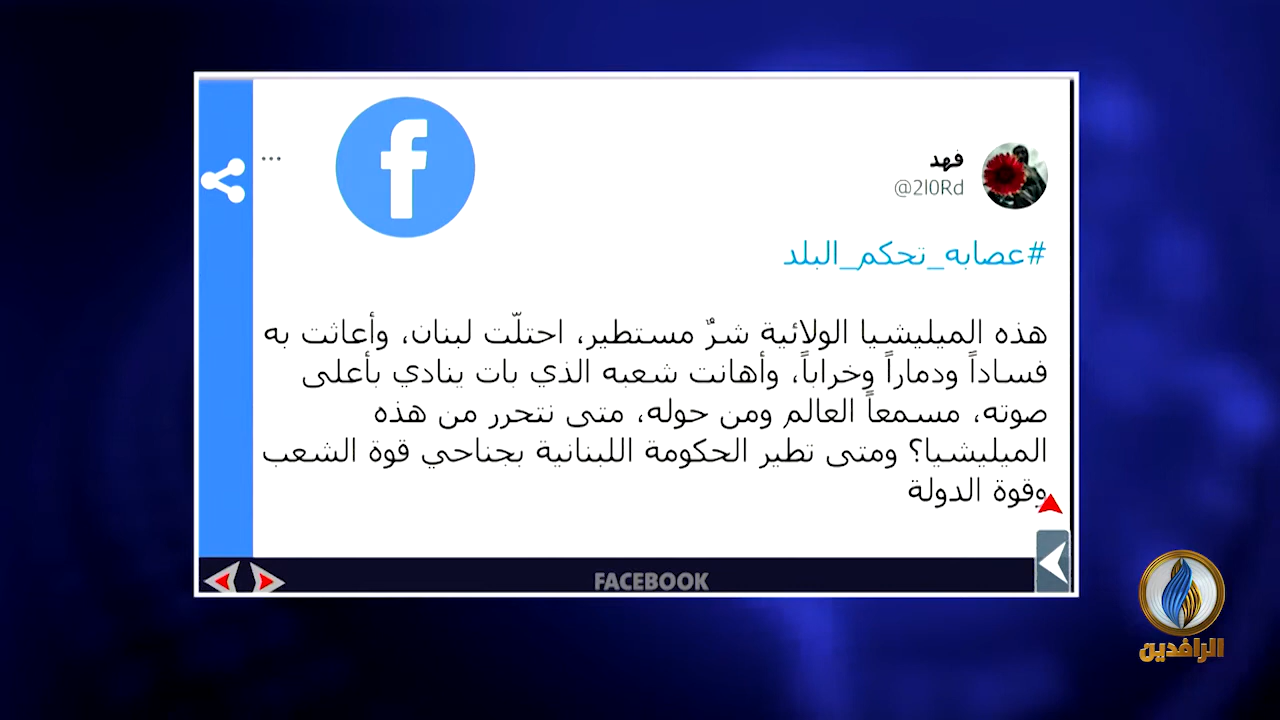 فهد
@2l0Rd
#عصابه_تحكم_البلد
هذه الميليشيا الولائية شرٌ مستطير، احتلّت لبنان، وأعاثت به
فساداً ودماراً وخراباً، وأهانت شعبه الذي بات ينادي بأعلى
صوته، مسمعاً العالم ومن حوله، متى نتحرر من هذه
الميليشيا؟ ومتى تطير الحكومة اللبنانية بجناحي قوة الشعب
وقوة الدولة
FACEBOOK
الرافدين